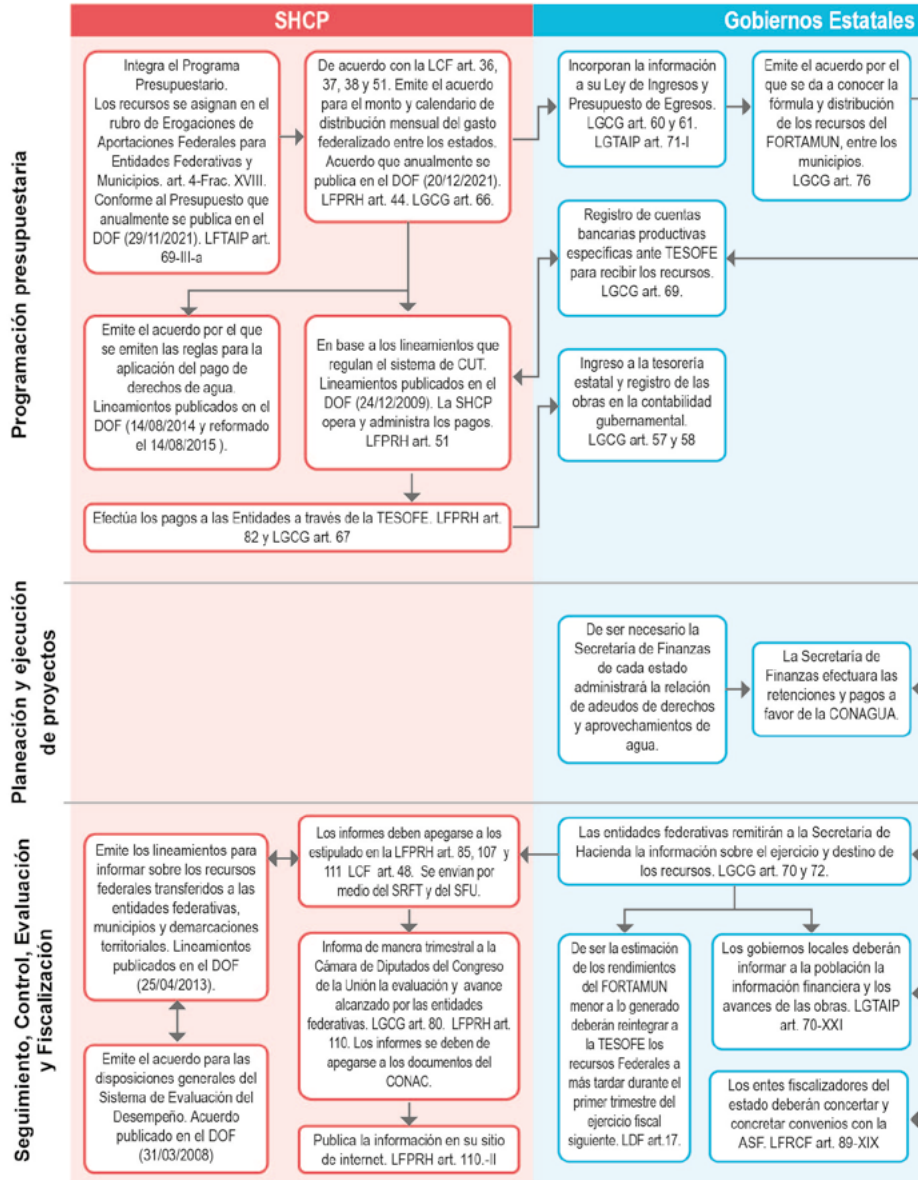 SHCP
Gobiernos Estatales
Programación presupuestaria
Integra el Programa
Presupuestario.
Los recursos se asignan en el
rubro de Erogaciones de
Aportaciones Federales para
Entidades Federativas y
Municipios. art. 4-Frac. XVIII.
Conforme al Presupuesto que
anualmente se publica en el
DOF (29/11/2021). LFTAIP art.
69-III-a
De acuerdo con la LCF art. 36,
37, 38 y 51. Emite el acuerdo
para el monto y calendario de
distribución mensual del gasto
federalizado entre los estados.
Acuerdo que anualmente se
publica en el DOF (20/12/2021).
LFPRH art. 44. LGCG art. 66.
Incorporan la información
a su Ley de Ingresos y
Presupuesto de Egresos.
LGCG art. 60 y 61.
LGTAIP art. 71-I
Emite el acuerdo por el
que se da a conocer la
fórmula y distribución
de los recursos del
FORTAMUN, entre los
municipios.
LGCG art. 76
Registro de cuentas
bancarias productivas
específicas ante TESOFE
para recibir los recursos.
LGCG art. 69.
Emite el acuerdo por el que
se emiten las reglas para la
aplicación del pago de
derechos de agua.
Lineamientos publicados en el
DOF (14/08/2014 y reformado
el 14/08/2015 ).
En base a los lineamientos que
regulan el sistema de CUT.
Lineamientos publicados en el
DOF (24/12/2009). La SHCP
opera y administra los pagos.
LFPRH art. 51
Ingreso a la tesorería
estatal y registro de las
obras en la contabilidad
gubernamental.
LGCG art. 57 y 58
Efectúa los pagos a las Entidades a través de la TESOFE. LFPRH art.
82 y LGCG art. 67
Planeación y ejecución
de proyectos
De ser necesario la
Secretaría de Finanzas
de cada estado
administrará la relación
de adeudos de derechos
y aprovechamientos de
agua.
La Secretaría de
Finanzas efectuara las
retenciones y pagos a
favor de la CONAGUA.
Seguimiento, Control, Evaluación
y Fiscalización
Emite los lineamientos para
informar sobre los recursos
federales transferidos a las
entidades federativas,
municipios y demarcaciones
territoriales. Lineamientos
publicados en el DOF
(25/04/2013).
Los informes deben apegarse a los
estipulado en la LFPRH art. 85, 107 y
111 LCF art. 48. Se envian por
medio del SRFT y del SFU.
Las entidades federativas remitirán a la Secretaría de
Hacienda la información sobre el ejercicio y destino de
los recursos. LGCG art. 70 y 72.
Informa de manera trimestral a la
Cámara de Diputados del Congreso
de la Unión la evaluación y avance
alcanzado por las entidades
federativas. LGCG art. 80. LFPRH art.
110. Los informes se deben de
apegarse a los documentos del
CONAC.
De ser la estimación
de los rendimientos
del FORTAMUN
menor a lo generado
deberán reintegrar a
la TESOFE los
recursos Federales a
más tardar durante el
primer trimestre del
ejercicio fiscal
siguiente. LDF art.17.
Los gobiernos locales deberán
informar a la población la
información financiera y los
avances de las obras. LGTAIP
art. 70-XXI
Emite el acuerdo para las
disposiciones generales del
Sistema de Evaluación del
Desempeño. Acuerdo
publicado en el DOF
(31/03/2008)
Publica la información en su sitio
de internet. LFPRH art. 110.-II
Los entes fiscalizadores del
estado deberán concertar y
concretar convenios con la
ASF. LFRCF art. 89-XIX